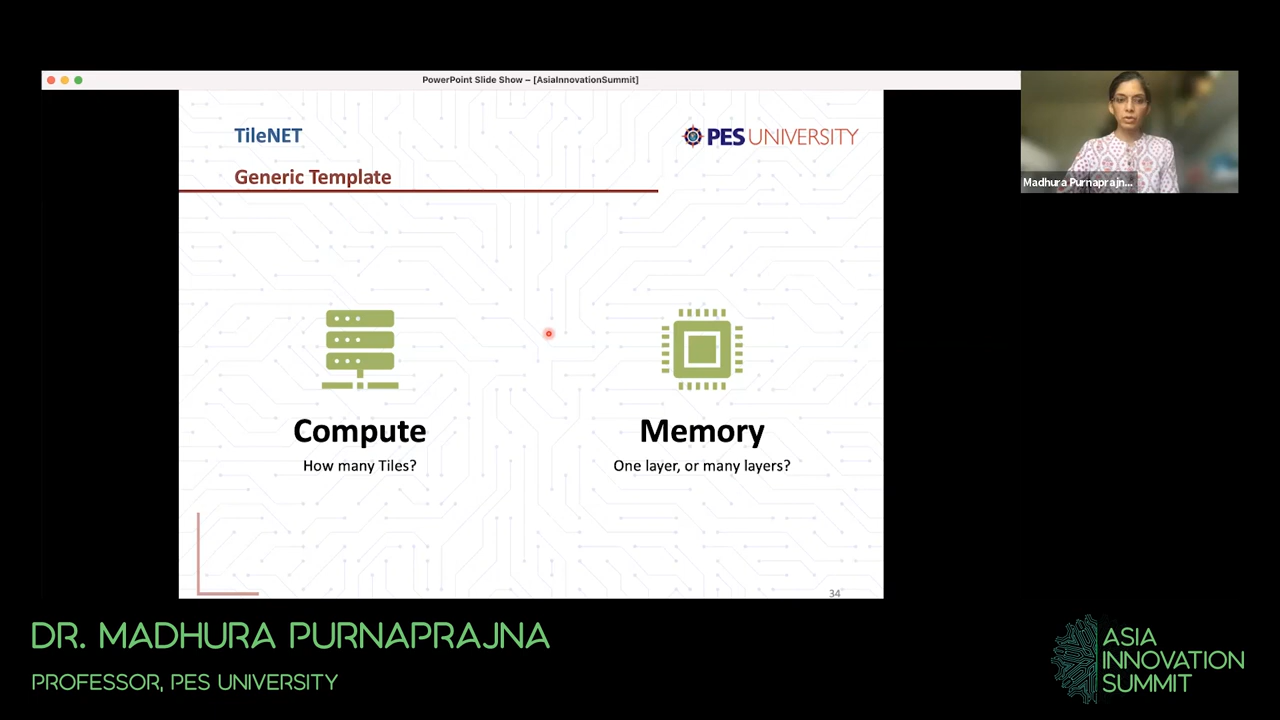 PowerPoint Slide Show – [AsiaInnovationSummit]
TileNET
PES UNIVERSITY
Generic Template
Madhura Purnaprajn...
Compute
How many Tiles?
Memory
One layer, or many layers?
34
DR. MADHURA PURNAPRAJNA
PROFESSOR, PES UNIVERSITY
ASIA
INNOVATION
SUMMIT